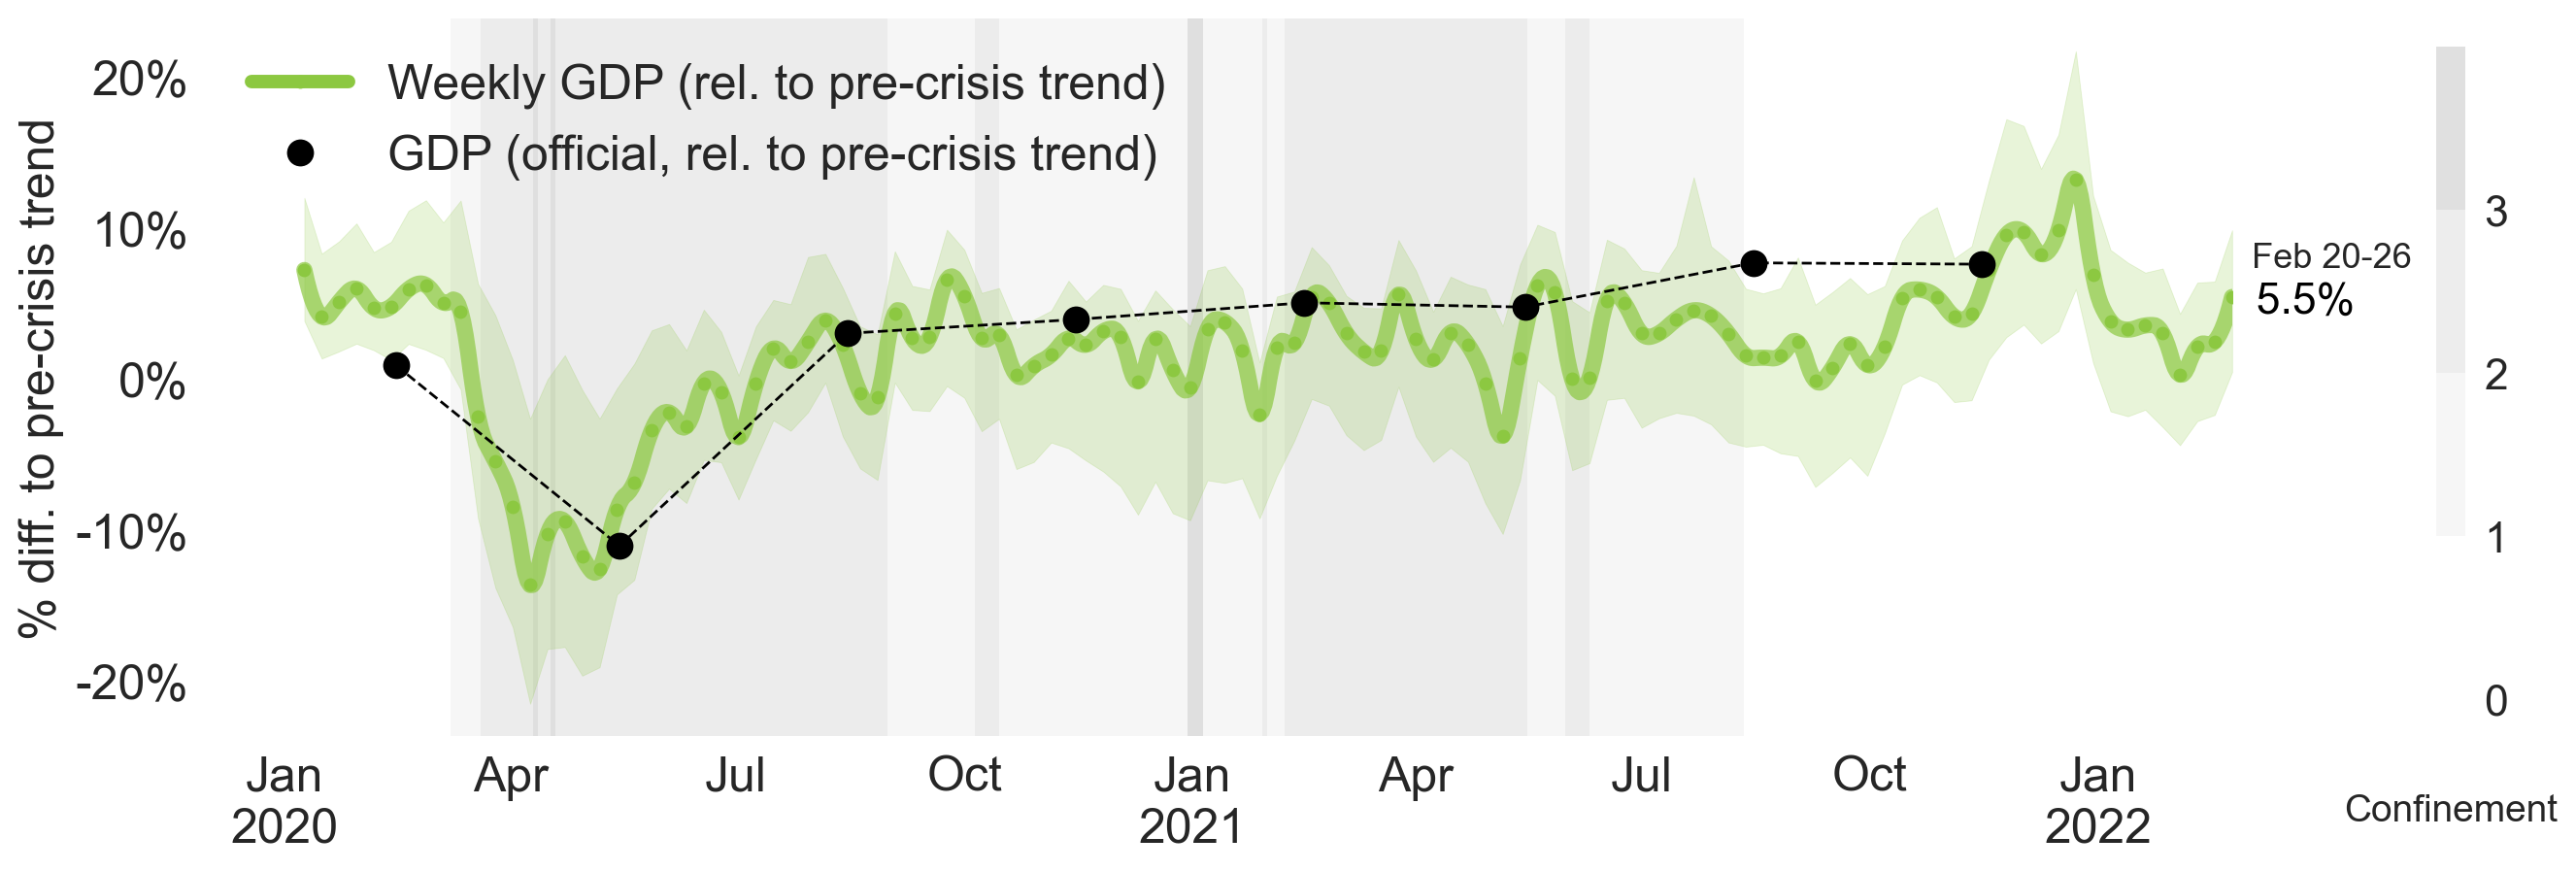 Weekly GDP (rel. to pre-crisis trend)
GDP (official, rel. to pre-crisis trend)
% diff. to pre-crisis trend
20%
10%
0%
-10%
-20%
Feb 20-26
5.5%
3
2
1
0
Jan Apr Jul Oct Jan Apr Jul Oct Jan
2020 2021 2022
Confinement